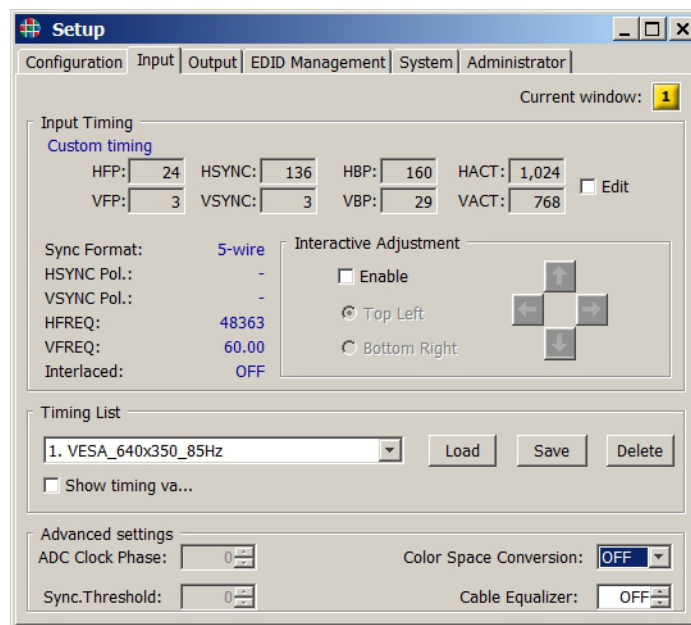 Setup
Configuration Input Output EDID Management System Administrator
Current window: 1
Input Timing
Custom timing
HFP: 24 HSYNC: 136 HBP: 160 HACT: 1,024
Edit
VFP: 3 VSYNC: 3 VBP: 29 VACT: 768
Sync Format: 5-wire
HSYNC Pol.: -
VSYNC Pol.: -
HFREQ: 48363
VFREQ: 60.00
Interlaced: OFF
Interactive Adjustment
Enable
Top Left
Bottom Right
Timing List
1. VESA_640x350_85Hz Load Save Delete
Show timing va...
Advanced settings
ADC Clock Phase: 0 Color Space Conversion: OFF
Sync.Threshold: 0 Cable Equalizer: OFF